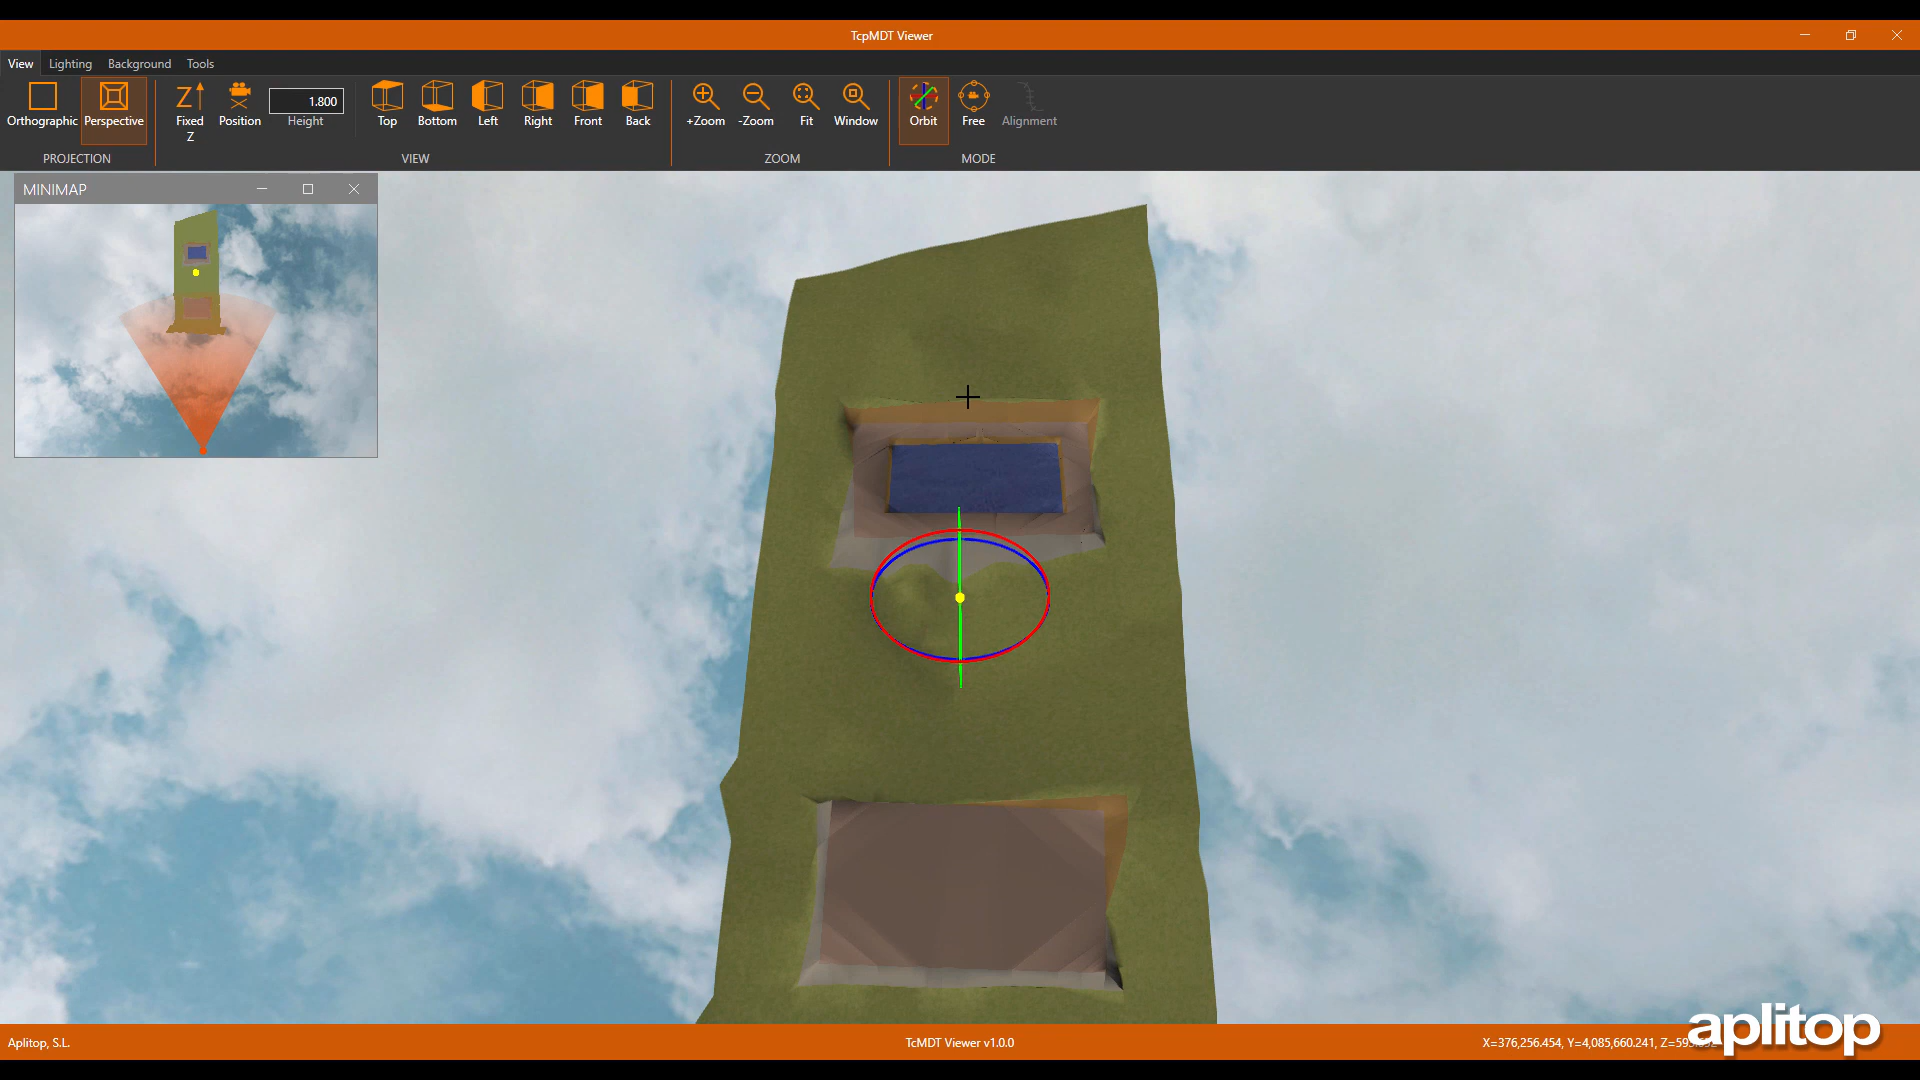 TcpMDT Viewer
View Lighting Background Tools
Orthographic Perspective Fixed Z Position 1.800 Height Top Bottom Left Right Front Back +Zoom -Zoom Fit Window Orbit Free Alignment
PROJECTION VIEW ZOOM MODE
MINIMAP
aplitop
Aplitop, S.L. TcMDT Viewer v1.0.0 X=376,256.454, Y=4,085,660.241,